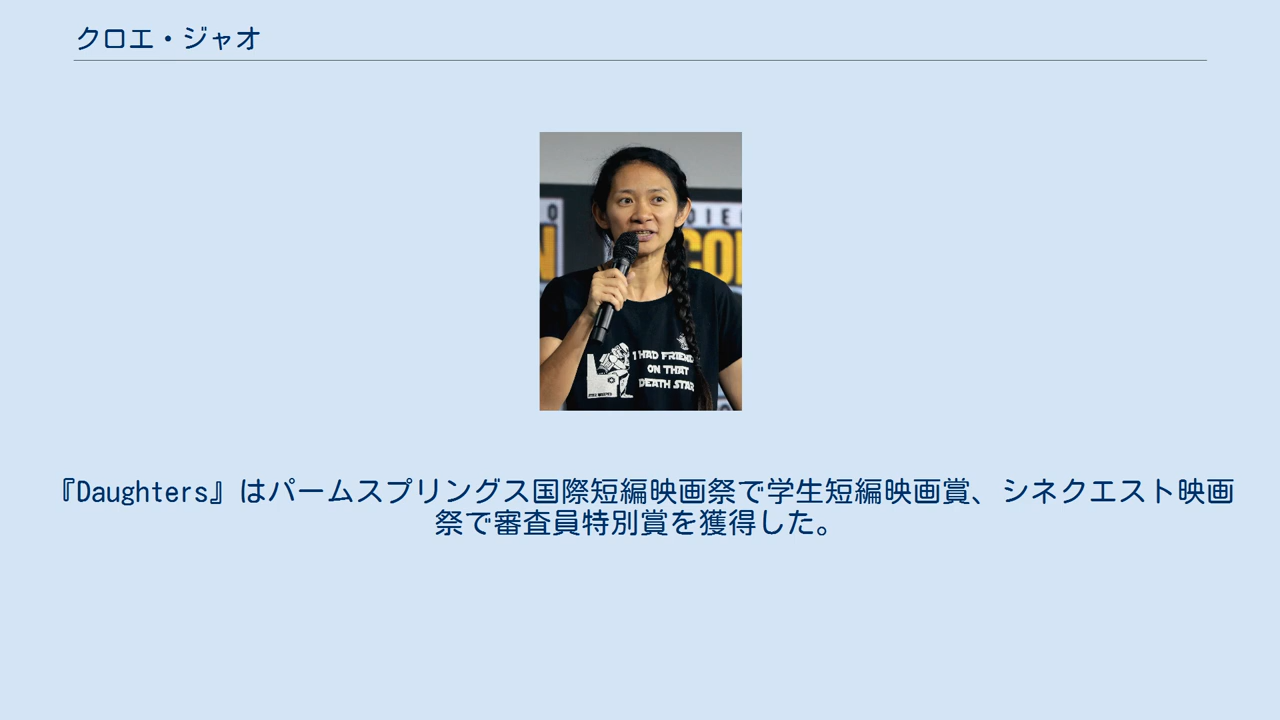 クロエ・ジャオ
O
DIEG
N
COM
I HAD FRIENDS
ON THAT
DEATH STAR
『Daughters』はパームスプリングス国際短編映画祭で学生短編映画賞、シネクエスト映画
祭で審査員特別賞を獲得した。